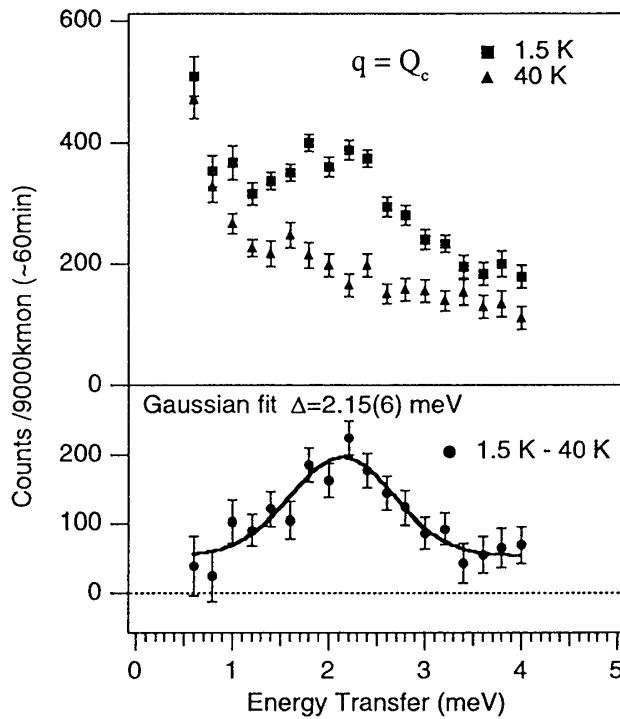 600
q = Q_c
1.5 K
40 K
400
200
0
Counts /9000kmon (~60min)
Gaussian fit Δ=2.15(6) meV
1.5 K - 40 K
200
100
0
0 1 2 3 4 5
Energy Transfer (meV)